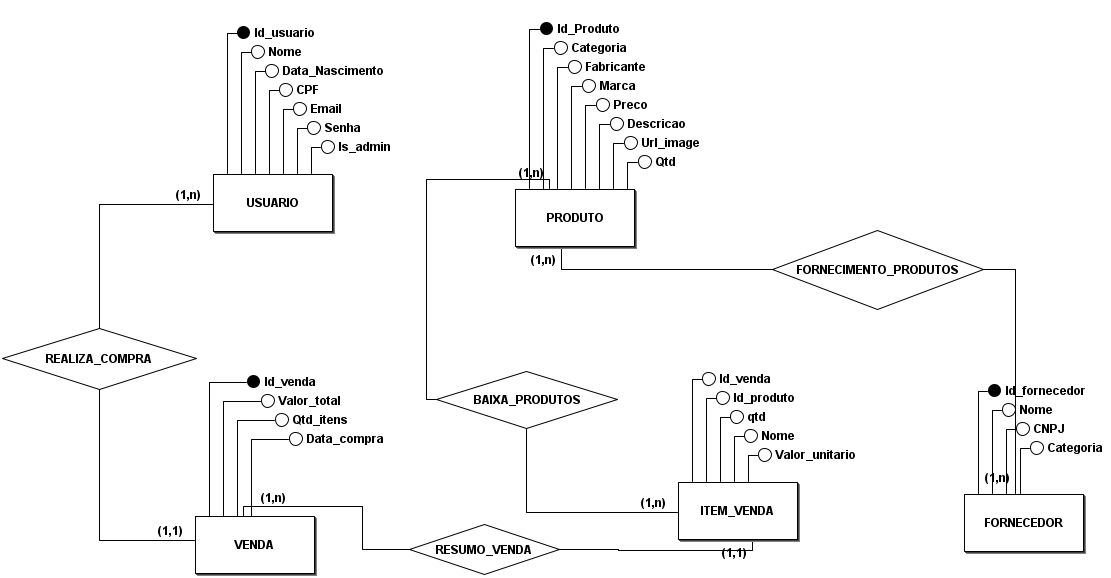 Id_usuario
Nome
Data_Nascimento
CPF
Email
Senha
Is_admin
(1,n)
USUARIO
Id_Produto
Categoria
Fabricante
Marca
Preco
Descricao
Url_image
Qtd
(1,n)
PRODUTO
(1,n)
FORNECIMENTO_PRODUTOS
REALIZA_COMPRA
Id_venda
Valor_total
Qtd_itens
Data_compra
(1,n)
(1,1)
VENDA
BAIXA_PRODUTOS
Id_venda
Id_produto
qtd
Nome
Valor_unitario
(1,n)
ITEM_VENDA
(1,1)
RESUMO_VENDA
Id_fornecedor
Nome
CNPJ
Categoria
(1,n)
FORNECEDOR